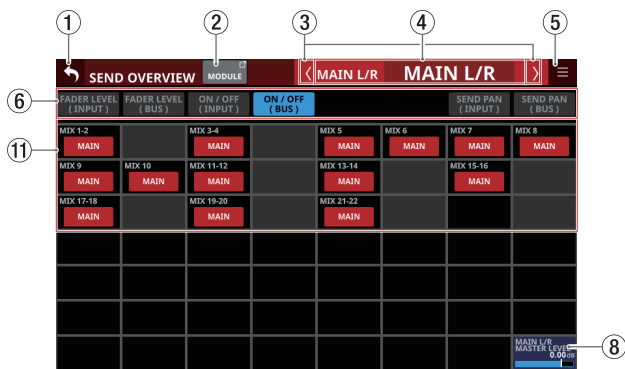 1 2 3 4 5
SEND OVERVIEW MODULE MAIN L/R MAIN L/R
6
FADER LEVEL (INPUT) FADER LEVEL (BUS) ON / OFF (INPUT) ON / OFF (BUS) SEND PAN (INPUT) SEND PAN (BUS)
11
MIX 1-2 MIX 3-4 MIX 5 MIX 6 MIX 7 MIX 8
MAIN MAIN MAIN MAIN MAIN MAIN
MIX 9 MIX 10 MIX 11-12 MIX 13-14 MIX 15-16
MAIN MAIN MAIN MAIN MAIN
MIX 17-18 MIX 19-20 MIX 21-22
MAIN MAIN MAIN
MAIN L/R
MASTER LEVEL
0.00dB
8